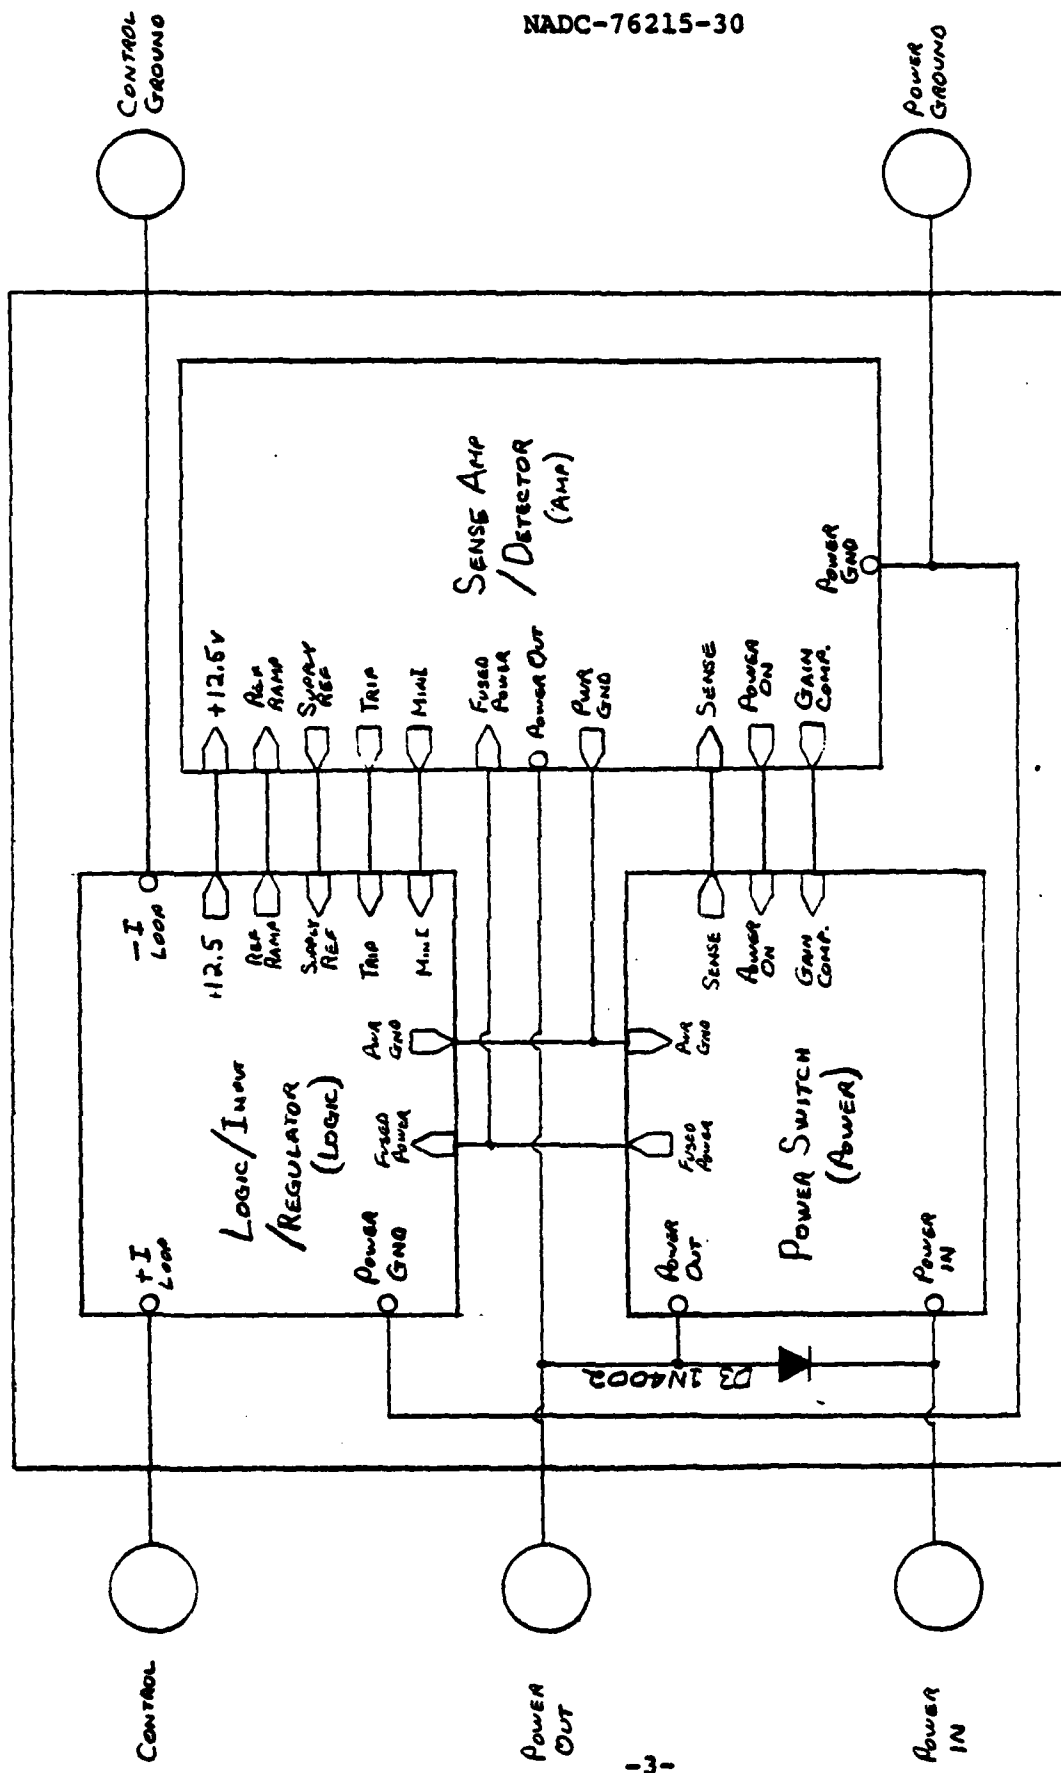 NADC-76215-30
CONTROL
GROUND
POWER
GROUND
SENSE AMP
/DETECTOR
(AMP)
+12.5V
REF
RAMP
SUPPLY
REF
TRIP
MINI
FUSED
POWER
POWER OUT
PWR
GND
SENSE
POWER
ON
GAIN
COMP.
POWER
GND
-I
LOOP
+12.5
REF
RAMP
SUPPLY
REF
TRIP
MINI
PWR
GND
FUSED
POWER
LOGIC/INPUT
/REGULATOR
(LOGIC)
+I
LOOP
POWER
GND
SENSE
POWER
ON
GAIN
COMP.
PWR
GND
FUSED
POWER
POWER SWITCH
(POWER)
POWER
OUT
POWER
IN
D3 1N4002
CONTROL
POWER
OUT
POWER
IN
-3-